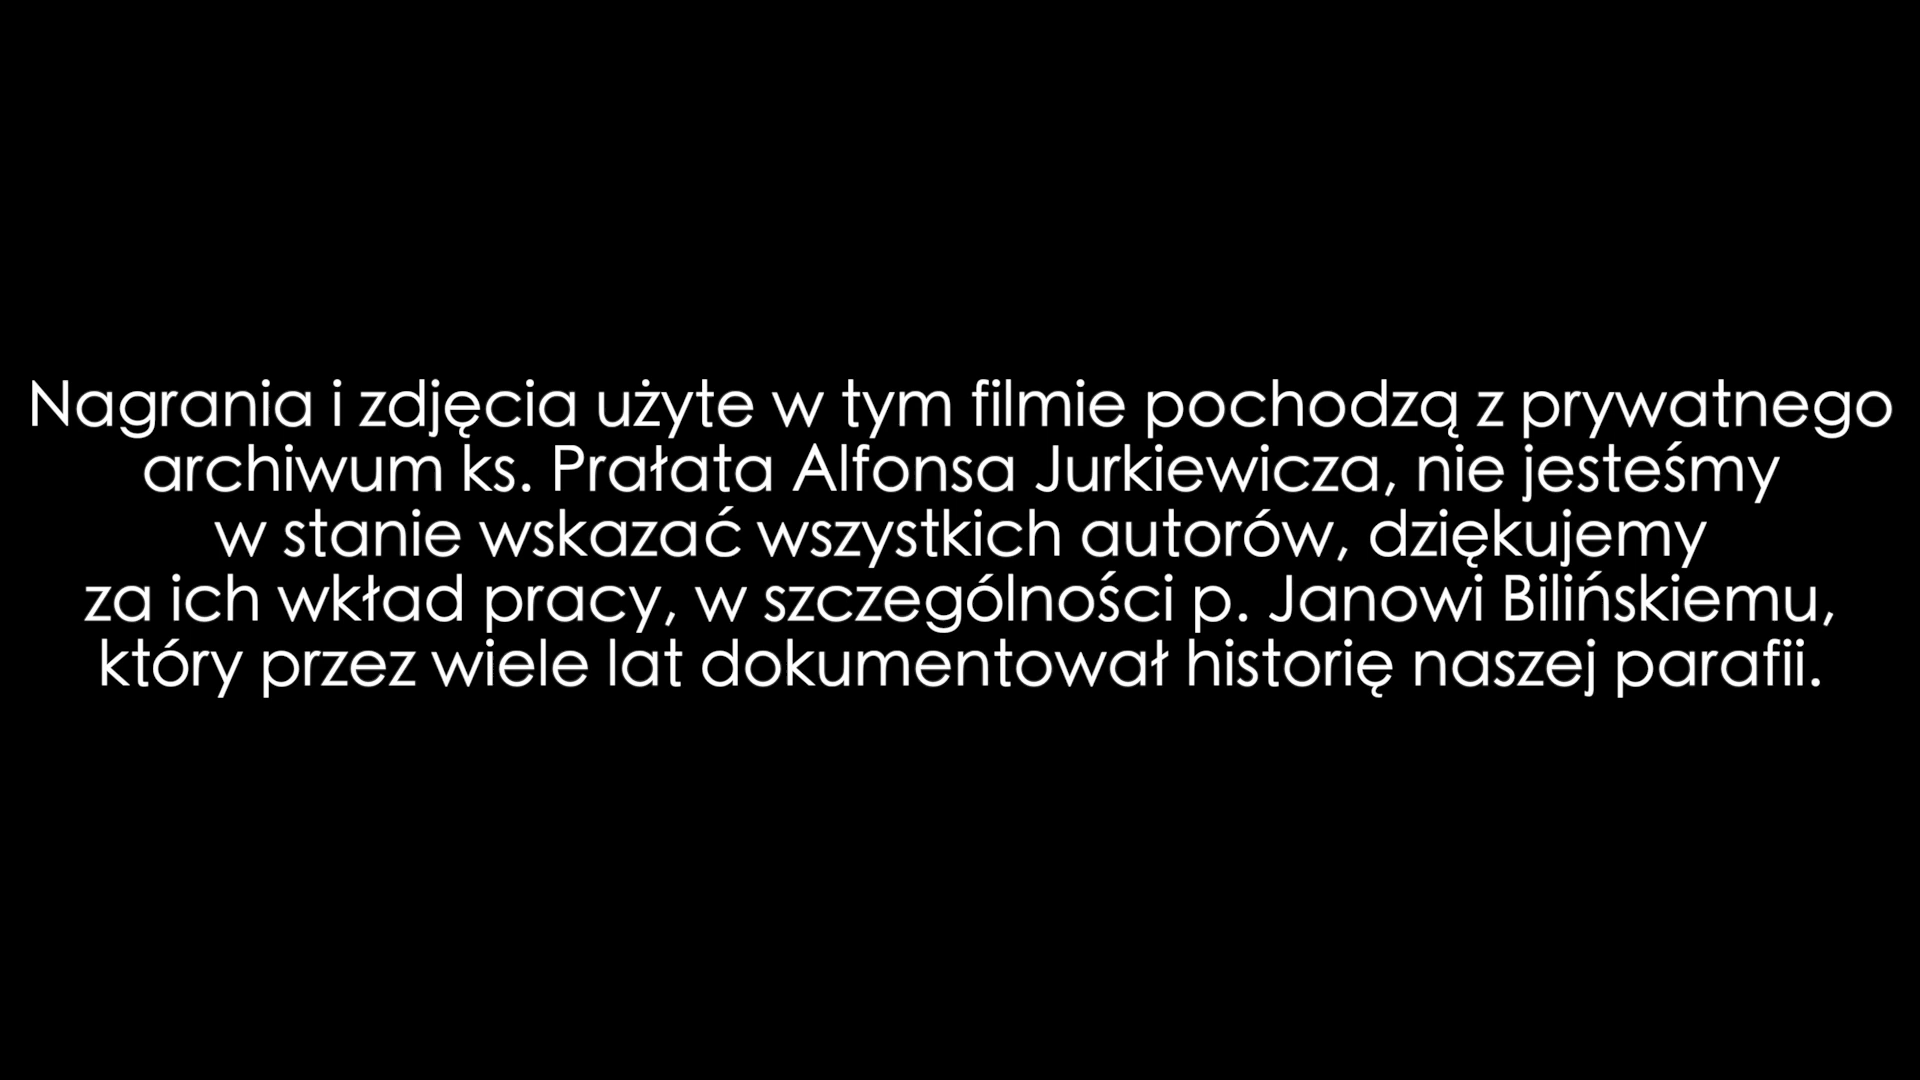 Nagrania i zdjęcia użyte w tym filmie pochodzą z prywatnego
archiwum ks. Prałata Alfonsa Jurkiewicza, nie jesteśmy
w stanie wskazać wszystkich autorów, dziękujemy
za ich wkład pracy, w szczególności p. Janowi Bilińskiemu,
który przez wiele lat dokumentował historię naszej parafii.